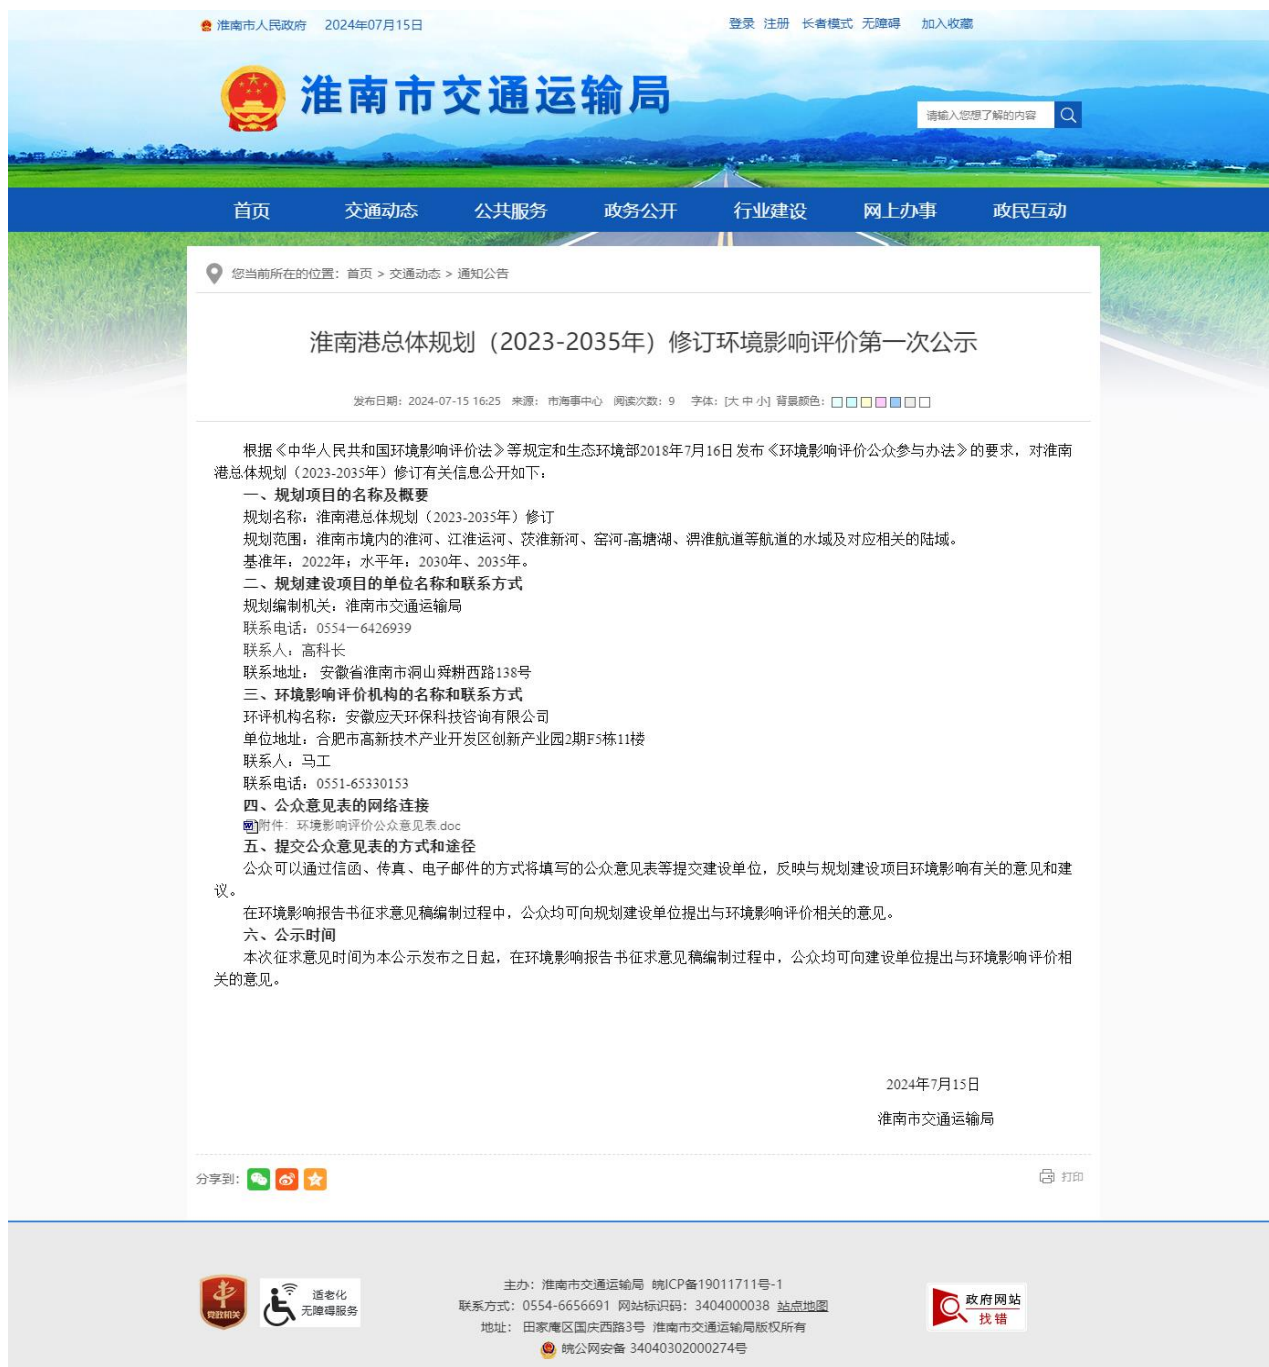 淮南市人民政府 2024年07月15日 登录 注册 长者模式 无障碍 加入收藏
淮南市交通运输局
请输入您想了解的内容
首页 交通动态 公共服务 政务公开 行业建设 网上办事 政民互动
您当前所在的位置：首页 > 交通动态 > 通知公告
淮南港总体规划（2023-2035年）修订环境影响评价第一次公示
发布日期：2024-07-15 16:25 来源：市海事中心 阅读次数：9 字体：[大 中 小] 背景颜色：
根据《中华人民共和国环境影响评价法》等规定和生态环境部2018年7月16日发布《环境影响评价公众参与办法》的要求，对淮南
港总体规划（2023-2035年）修订有关信息公开如下：
一、规划项目的名称及概要
规划名称：淮南港总体规划（2023-2035年）修订
规划范围：淮南市境内的淮河、江淮运河、茨淮新河、窑河-高塘湖、淠淮航道等航道的水域及对应相关的陆域。
基准年：2022年；水平年：2030年、2035年。
二、规划建设项目的单位名称和联系方式
规划编制机关：淮南市交通运输局
联系电话：0554—6426939
联系人：高科长
联系地址： 安徽省淮南市洞山舜耕西路138号
三、环境影响评价机构的名称和联系方式
环评机构名称：安徽应天环保科技咨询有限公司
单位地址：合肥市高新技术产业开发区创新产业园2期F5栋11楼
联系人：马工
联系电话：0551-65330153
四、公众意见表的网络连接
附件：环境影响评价公众意见表.doc
五、提交公众意见表的方式和途径
公众可以通过信函、传真、电子邮件的方式将填写的公众意见表等提交建设单位，反映与规划建设项目环境影响有关的意见和建
议。
在环境影响报告书征求意见稿编制过程中，公众均可向规划建设单位提出与环境影响评价相关的意见。
六、公示时间
本次征求意见时间为本公示发布之日起，在环境影响报告书征求意见稿编制过程中，公众均可向建设单位提出与环境影响评价相
关的意见。
2024年7月15日
淮南市交通运输局
分享到： 打印
党政机关
适老化
无障碍服务
主办：淮南市交通运输局 皖ICP备19011711号-1
联系方式：0554-6656691 网站标识码：3404000038 站点地图
地址： 田家庵区国庆西路3号 淮南市交通运输局版权所有
皖公网安备 34040302000274号
政府网站
找错